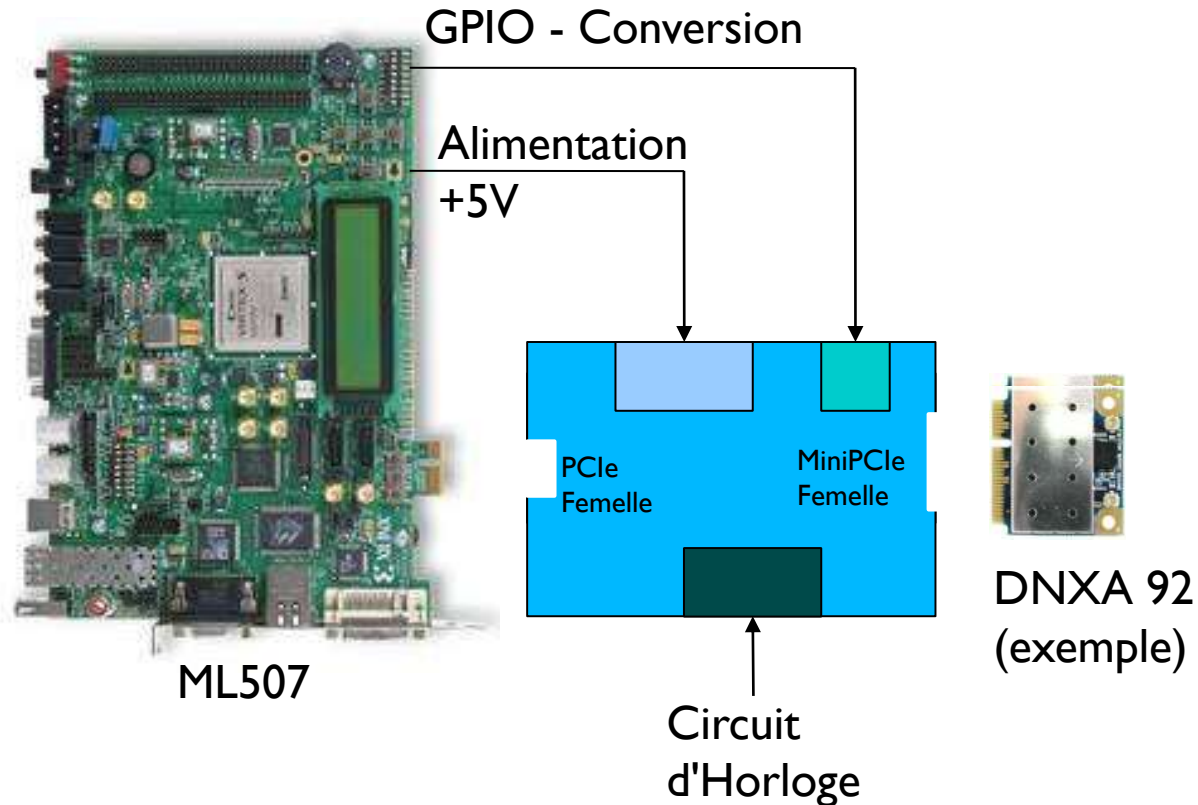 GPIO - Conversion
Alimentation
+5V
PCIe
Femelle
MiniPCIe
Femelle
DNXA 92
(exemple)
ML507
Circuit
d'Horloge